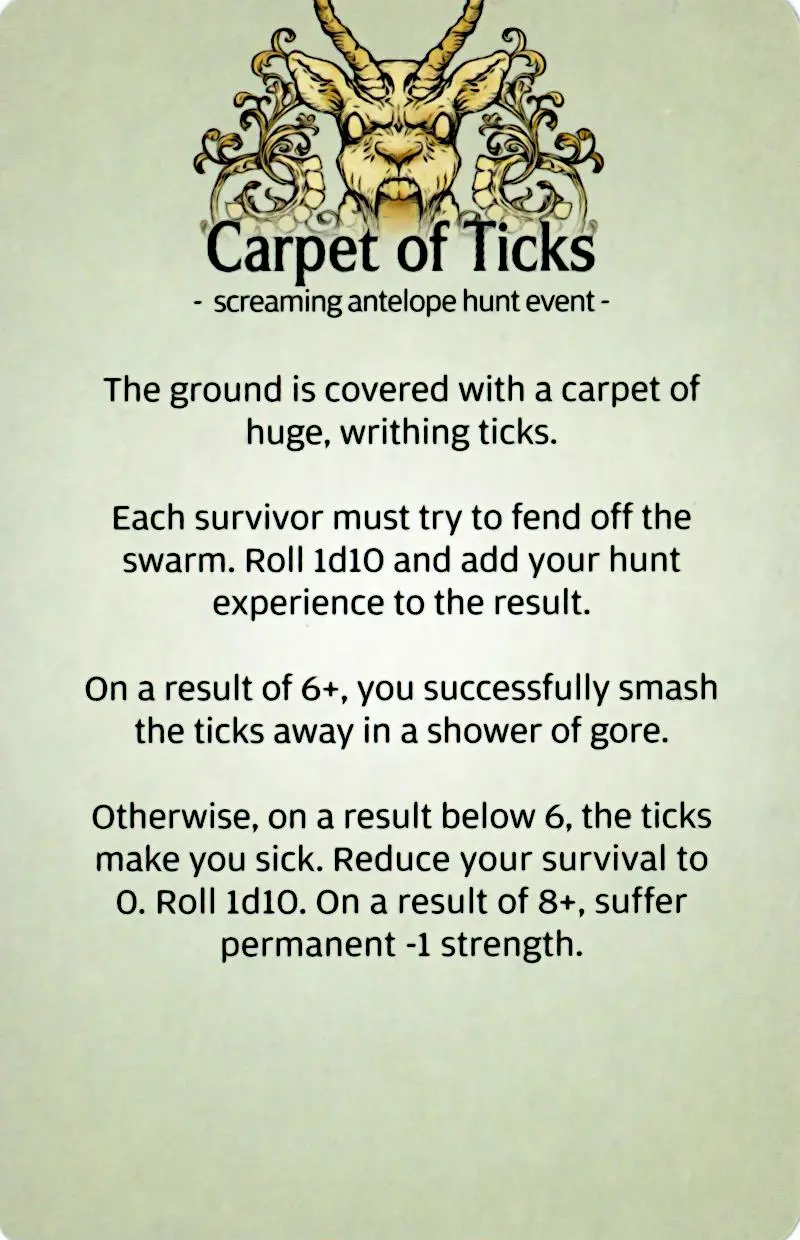 Carpet of Ticks
- screaming antelope hunt event -
The ground is covered with a carpet of
huge, writhing ticks.
Each survivor must try to fend off the
swarm. Roll 1d10 and add your hunt
experience to the result.
On a result of 6+, you successfully smash
the ticks away in a shower of gore.
Otherwise, on a result below 6, the ticks
make you sick. Reduce your survival to
0. Roll 1d10. On a result of 8+, suffer
permanent -1 strength.